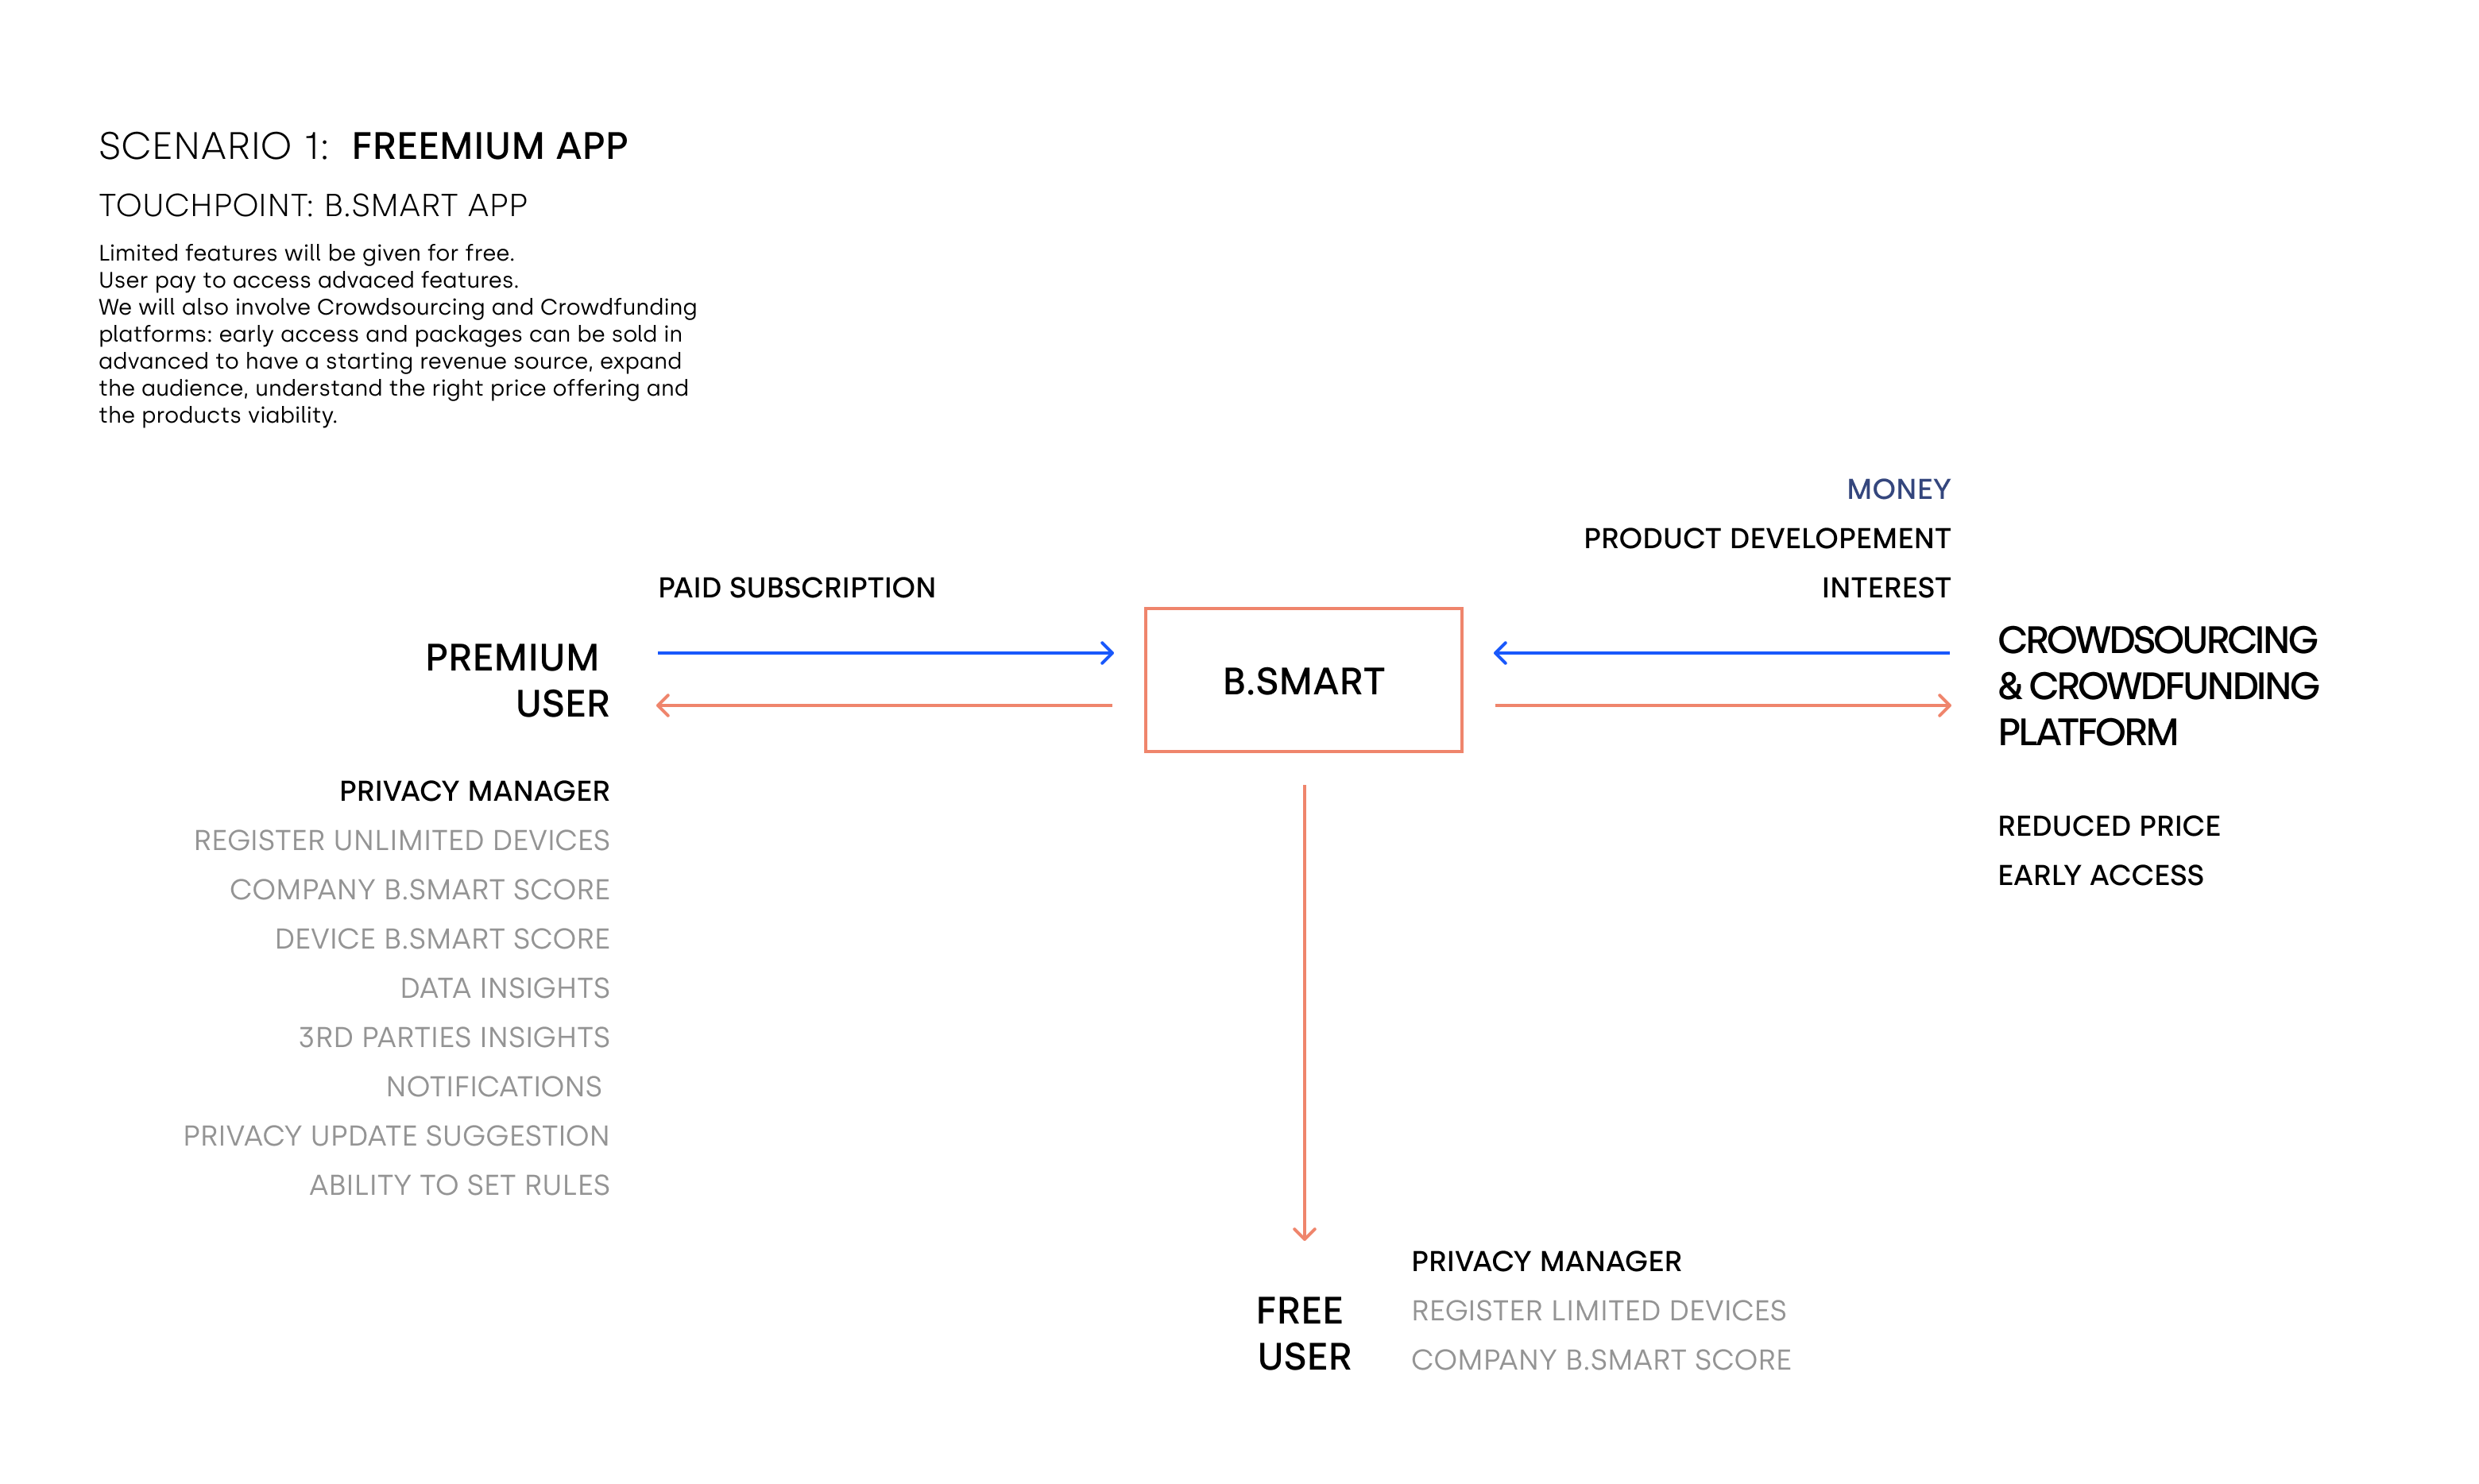 SCENARIO 1: FREEMIUM APP
TOUCHPOINT: B.SMART APP
Limited features will be given for free.
User pay to access advaced features.
We will also involve Crowdsourcing and Crowdfunding
platforms: early access and packages can be sold in
advanced to have a starting revenue source, expand
the audience, understand the right price offering and
the products viability.
PAID SUBSCRIPTION
PREMIUM
USER
PRIVACY MANAGER
REGISTER UNLIMITED DEVICES
COMPANY B.SMART SCORE
DEVICE B.SMART SCORE
DATA INSIGHTS
3RD PARTIES INSIGHTS
NOTIFICATIONS
PRIVACY UPDATE SUGGESTION
ABILITY TO SET RULES
B.SMART
MONEY
PRODUCT DEVELOPEMENT
INTEREST
CROWDSOURCING
& CROWDFUNDING
PLATFORM
REDUCED PRICE
EARLY ACCESS
FREE
USER
PRIVACY MANAGER
REGISTER LIMITED DEVICES
COMPANY B.SMART SCORE